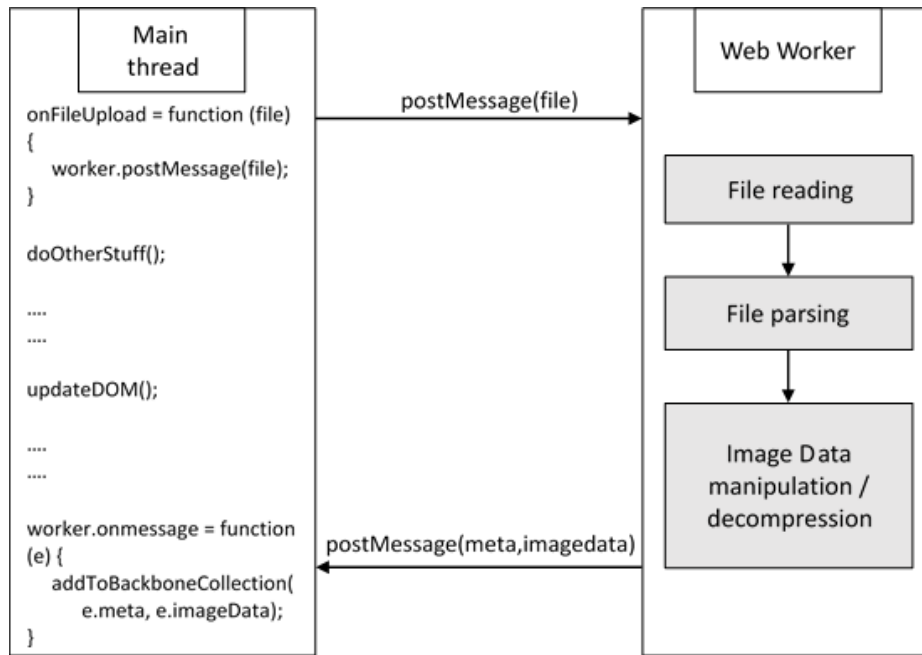 Main
thread
onFileUpload = function (file)
{
worker.postMessage(file);
}
doOtherStuff();
....
....
updateDOM();
....
....
worker.onmessage = function
(e) {
addToBackboneCollection(
e.meta, e.imageData);
}
postMessage(file)
postMessage(meta,imagedata)
Web Worker
File reading
File parsing
Image Data
manipulation /
decompression